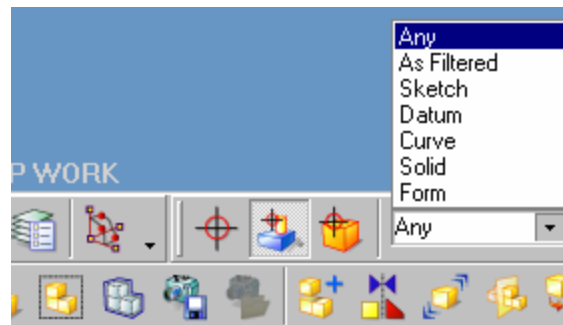 Any
As Filtered
Sketch
Datum
Curve
Solid
Form
P WORK
Any